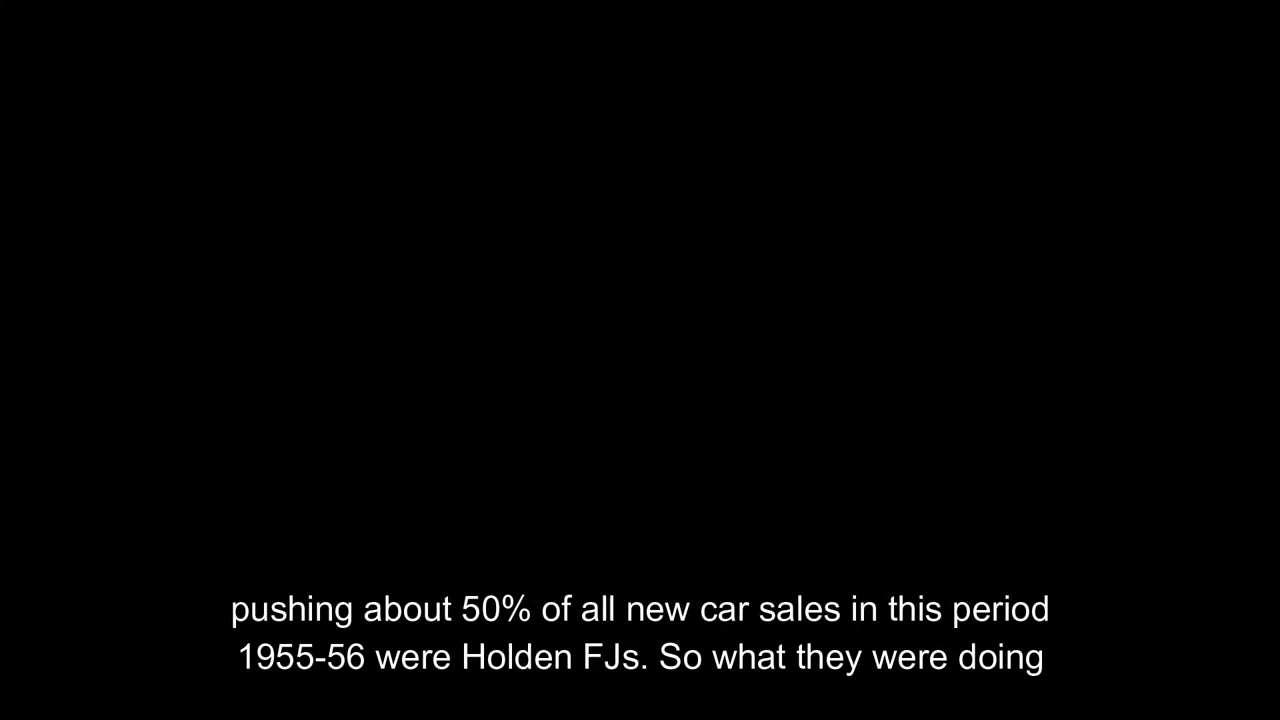 pushing about 50% of all new car sales in this period
1955-56 were Holden FJs. So what they were doing